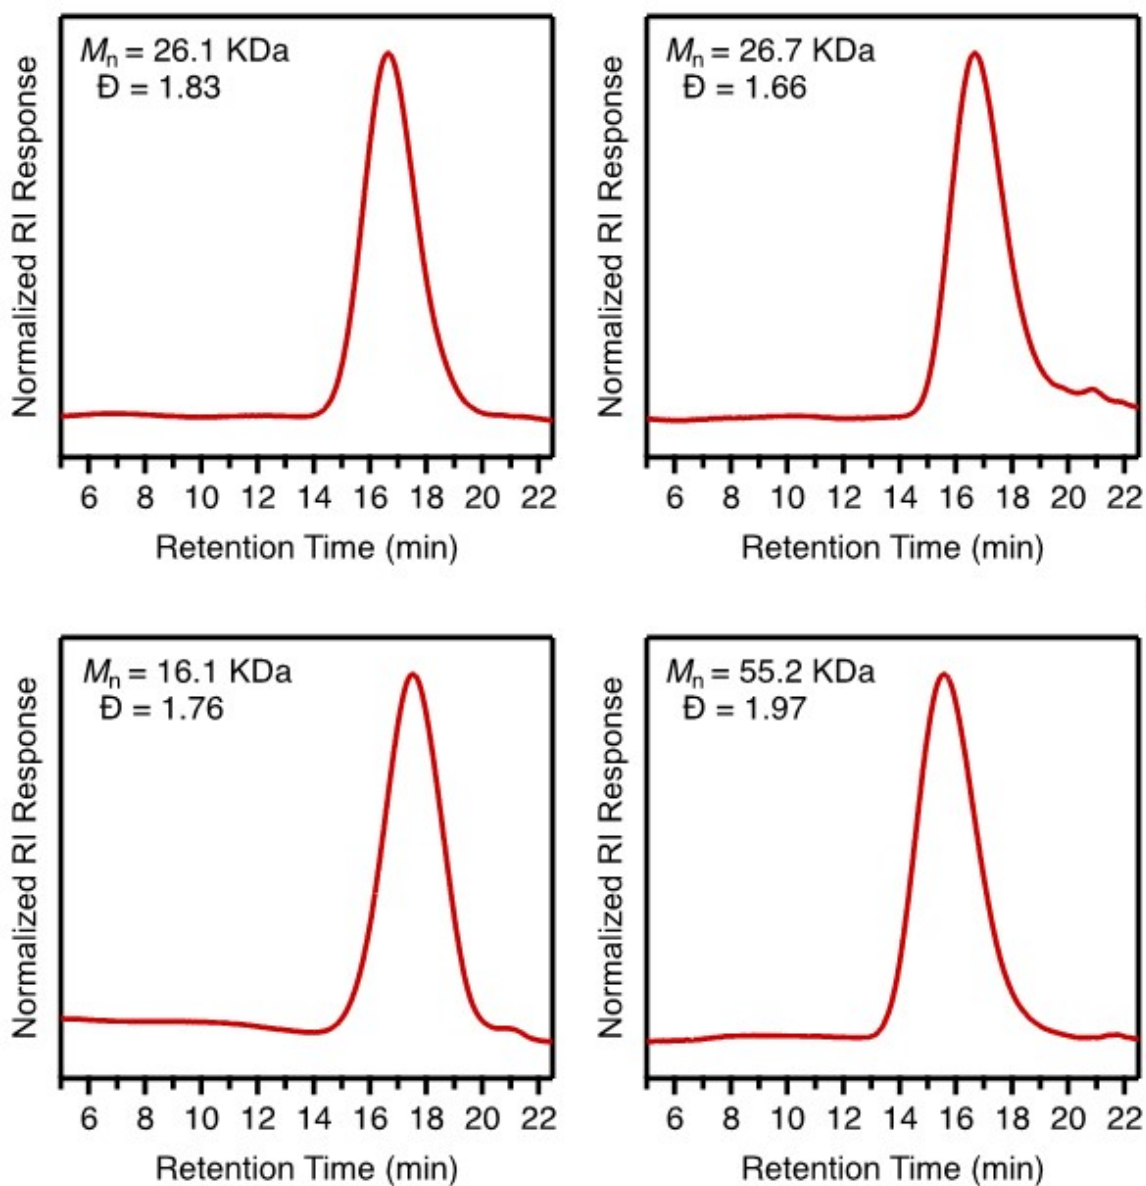 Mn = 26.1 KDa
Đ = 1.83
Normalized RI Response
6 8 10 12 14 16 18 20 22
Retention Time (min)
Mn = 26.7 KDa
Đ = 1.66
Normalized RI Response
6 8 10 12 14 16 18 20 22
Retention Time (min)
Mn = 16.1 KDa
Đ = 1.76
Normalized RI Response
6 8 10 12 14 16 18 20 22
Retention Time (min)
Mn = 55.2 KDa
Đ = 1.97
Normalized RI Response
6 8 10 12 14 16 18 20 22
Retention Time (min)